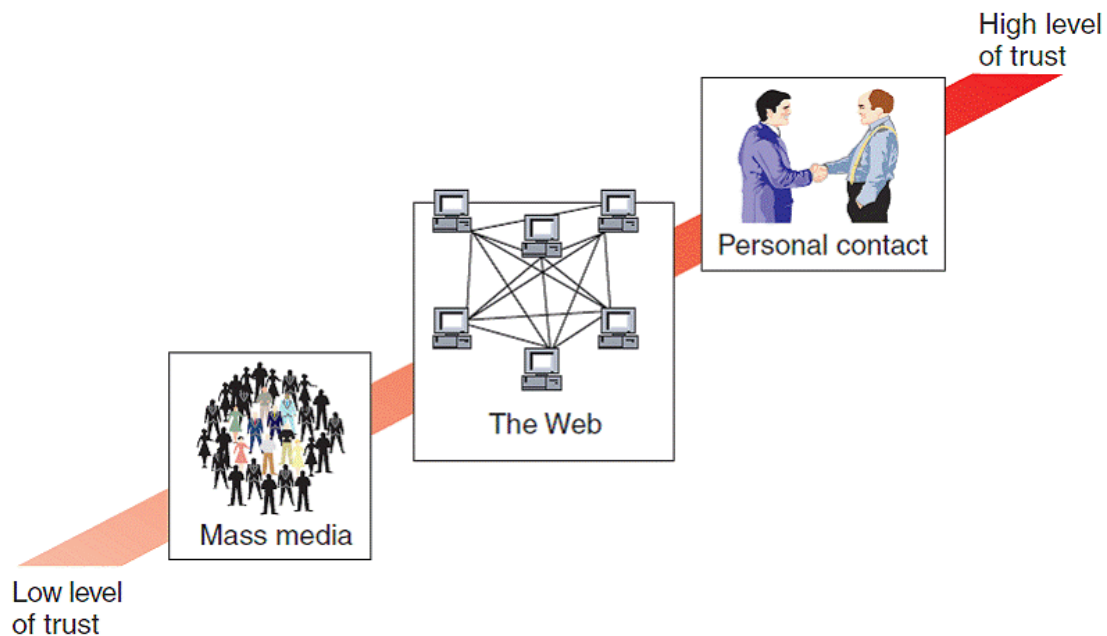 High level
of trust
Personal contact
The Web
Mass media
Low level
of trust